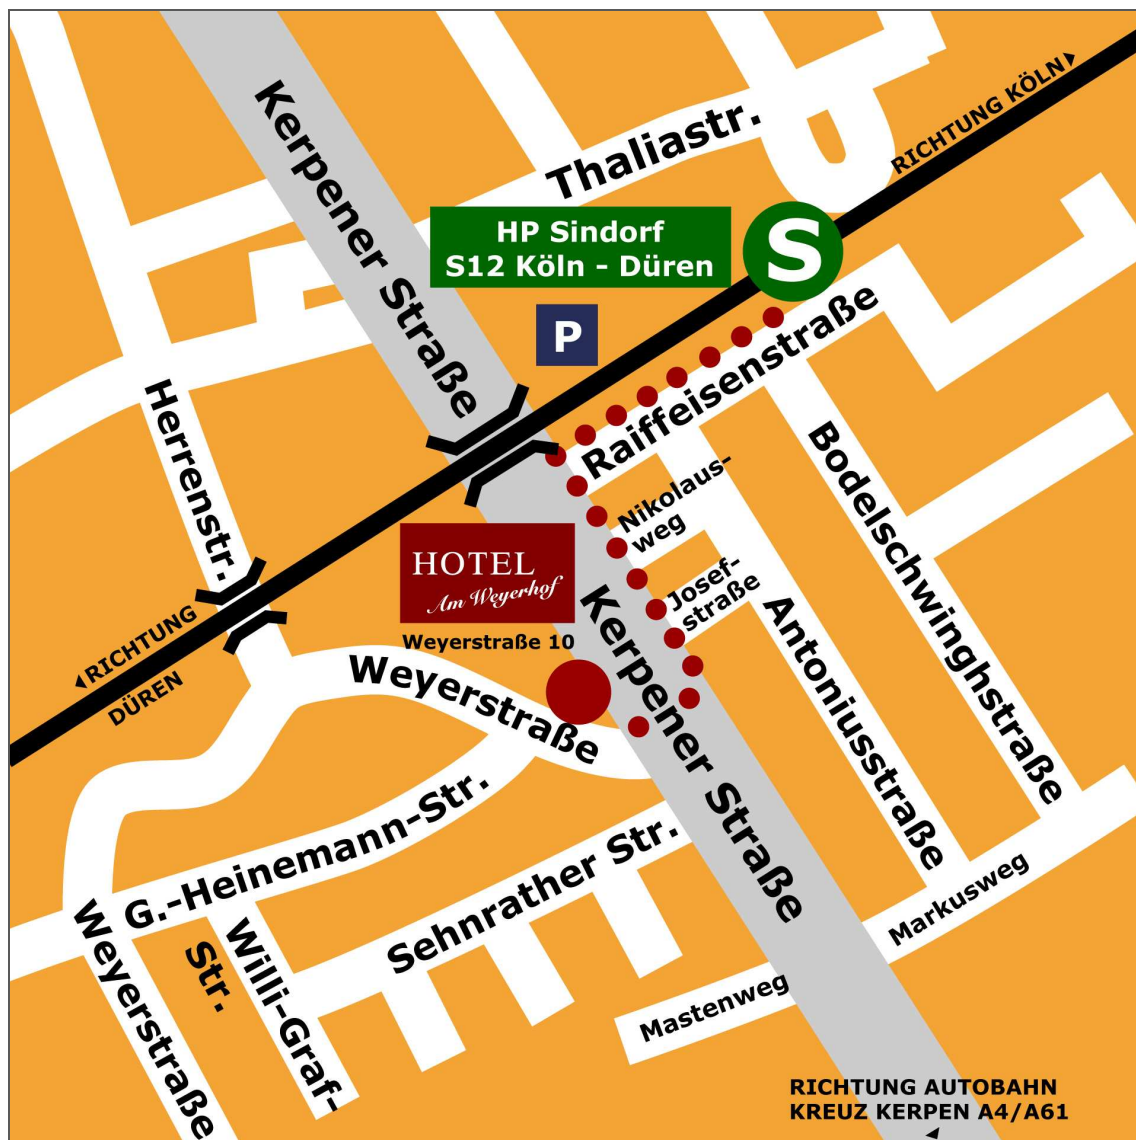 RICHTUNG KÖLN
Kerpener Straße
Thaliastr.
HP Sindorf
S12 Köln - Düren
S
P
Raiffeisenstraße
Herrenstr.
Bodelschwinghstraße
Nikolaus-
weg
HOTEL
Am Weyerhof
Weyerstraße 10
Josef-
straße
Kerpener Straße
Antoniusstraße
RICHTUNG
DÜREN
Weyerstraße
G.-Heinemann-Str.
Sehnrather Str.
Markusweg
Weyerstraße
Willi-Graf-
Str.
Mastenweg
RICHTUNG AUTOBAHN
KREUZ KERPEN A4/A61